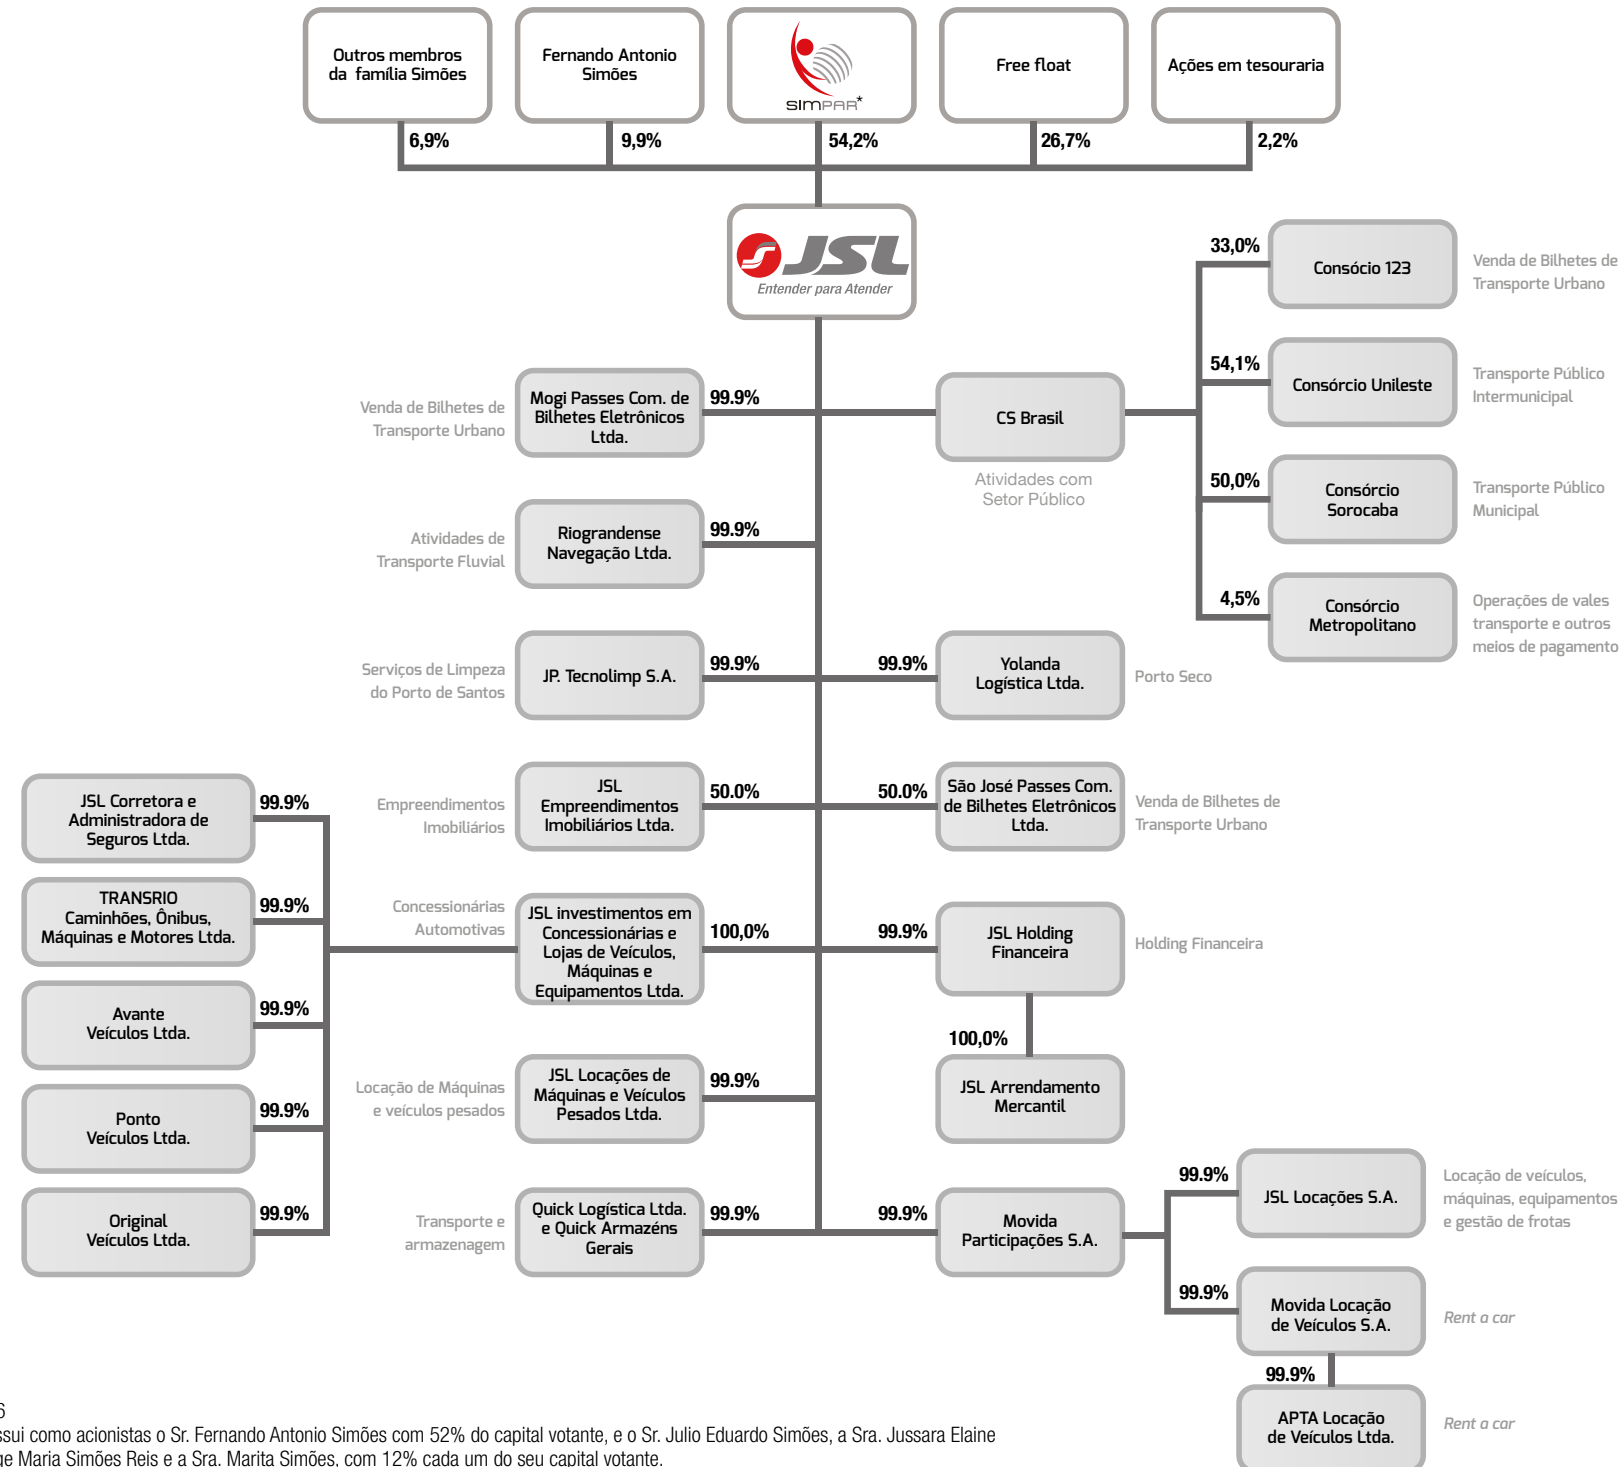 Outros membros
da família Simões
Fernando Antonio
Simões
SIMPAR*
Free float
Ações em tesouraria
6,9%
9,9%
54,2%
26,7%
2,2%
JSL
Entender para Atender
33,0%
Consócio 123
Venda de Bilhetes de
Transporte Urbano
54,1%
Consórcio Unileste
Transporte Público
Intermunicipal
50,0%
Consórcio
Sorocaba
Transporte Público
Municipal
4,5%
Consórcio
Metropolitano
Operações de vales
transporte e outros
meios de pagamento
Venda de Bilhetes de
Transporte Urbano
Mogi Passes Com. de
Bilhetes Eletrônicos
Ltda.
99.9%
CS Brasil
Atividades com
Setor Público
Atividades de
Transporte Fluvial
Riograndense
Navegação Ltda.
99.9%
Serviços de Limpeza
do Porto de Santos
JP. Tecnolimp S.A.
99.9%
99.9%
Yolanda
Logística Ltda.
Porto Seco
Empreendimentos
Imobiliários
JSL
Empreendimentos
Imobiliários Ltda.
50.0%
50.0%
São José Passes Com.
de Bilhetes Eletrônicos
Ltda.
Venda de Bilhetes de
Transporte Urbano
JSL Corretora e
Administradora de
Seguros Ltda.
99.9%
TRANSRIO
Caminhões, Ônibus,
Máquinas e Motores Ltda.
99.9%
Avante
Veículos Ltda.
99.9%
Ponto
Veículos Ltda.
99.9%
Original
Veículos Ltda.
99.9%
Concessionárias
Automotivas
JSL investimentos em
Concessionárias e
Lojas de Veículos,
Máquinas e
Equipamentos Ltda.
100,0%
99.9%
JSL Holding
Financeira
Holding Financeira
100,0%
JSL Arrendamento
Mercantil
Locação de Máquinas
e veículos pesados
JSL Locações de
Máquinas e Veículos
Pesados Ltda.
99.9%
Transporte e
armazenagem
Quick Logística Ltda.
e Quick Armazéns
Gerais
99.9%
99.9%
Movida
Participações S.A.
99.9%
JSL Locações S.A.
Locação de veículos,
máquinas, equipamentos
e gestão de frotas
99.9%
Movida Locação
de Veículos S.A.
Rent a car
99.9%
APTA Locação
de Veículos Ltda.
Rent a car
6
ssui como acionistas o Sr. Fernando Antonio Simões com 52% do capital votante, e o Sr. Julio Eduardo Simões, a Sra. Jussara Elaine
ge Maria Simões Reis e a Sra. Marita Simões, com 12% cada um do seu capital votante.